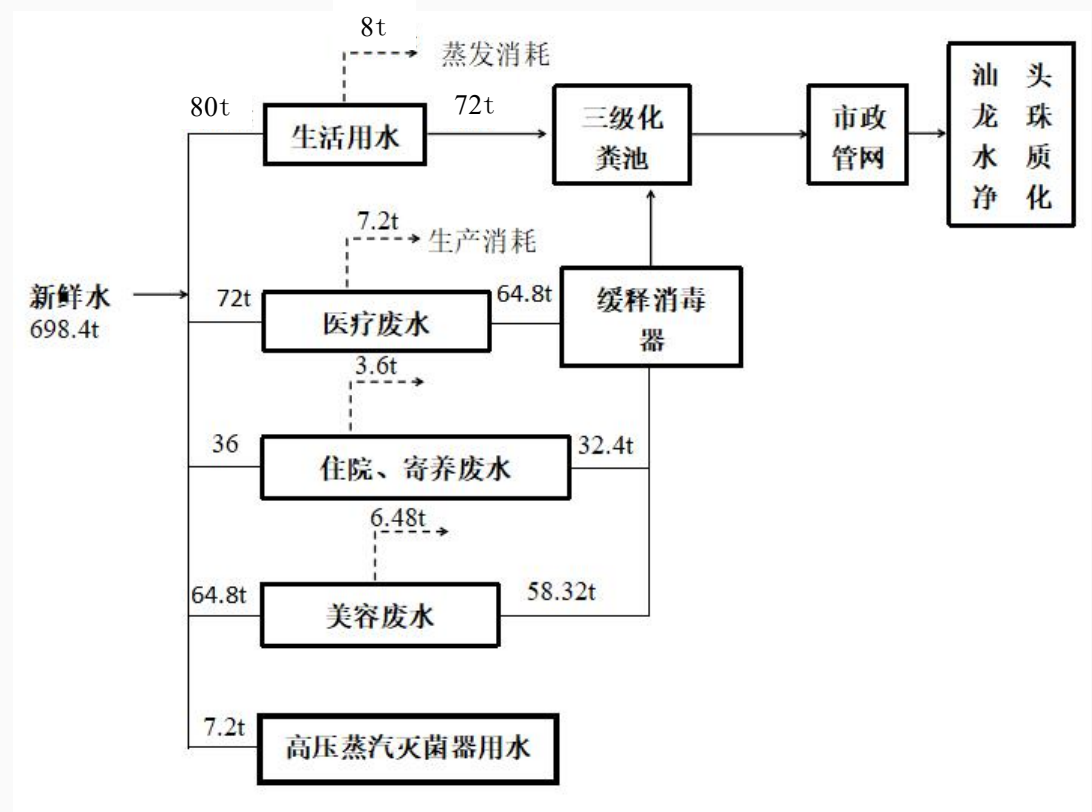 8t
蒸发消耗
80t
生活用水
72t
三级化
粪池
市政
管网
汕 头
龙 珠
水 质
净 化
7.2t
生产消耗
新鲜水
698.4t
72t
医疗废水
64.8t
缓释消毒
器
3.6t
36
住院、寄养废水
32.4t
6.48t
64.8t
美容废水
58.32t
7.2t
高压蒸汽灭菌器用水